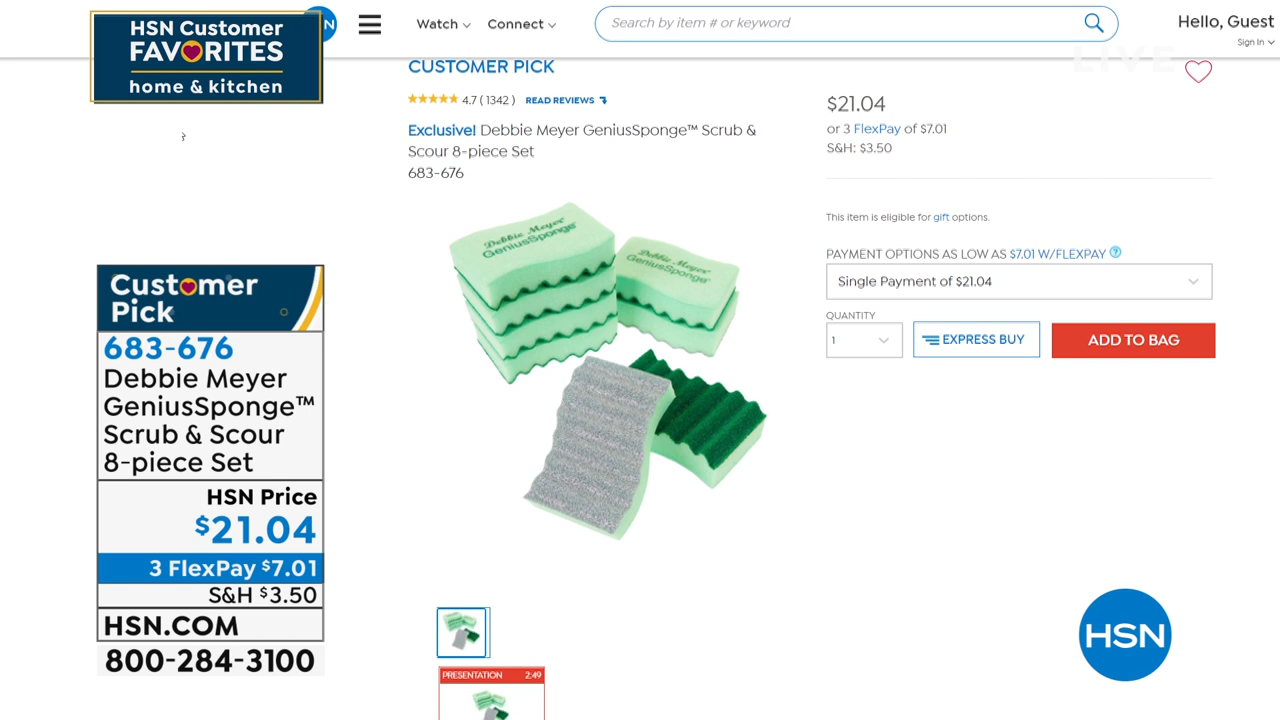 HSN Customer
FAVORITES
home & kitchen
N
Watch
Connect
Search by item # or keyword
Hello, Guest
Sign In
LIVE
CUSTOMER PICK
4.7 (1342) READ REVIEWS
Exclusive! Debbie Meyer GeniusSponge™ Scrub &
Scour 8-piece Set
683-676
$21.04
or 3 FlexPay of $7.01
S&H: $3.50
This item is eligible for gift options.
PAYMENT OPTIONS AS LOW AS $7.01 W/FLEXPAY ?
Single Payment of $21.04
QUANTITY
1
EXPRESS BUY
ADD TO BAG
Debbie Meyer
GeniusSponge
Debbie Meyer
GeniusSponge
Customer
Pick
683-676
Debbie Meyer
GeniusSponge™
Scrub & Scour
8-piece Set
HSN Price
$21.04
3 FlexPay $7.01
S&H $3.50
HSN.COM
800-284-3100
PRESENTATION 2:49
HSN